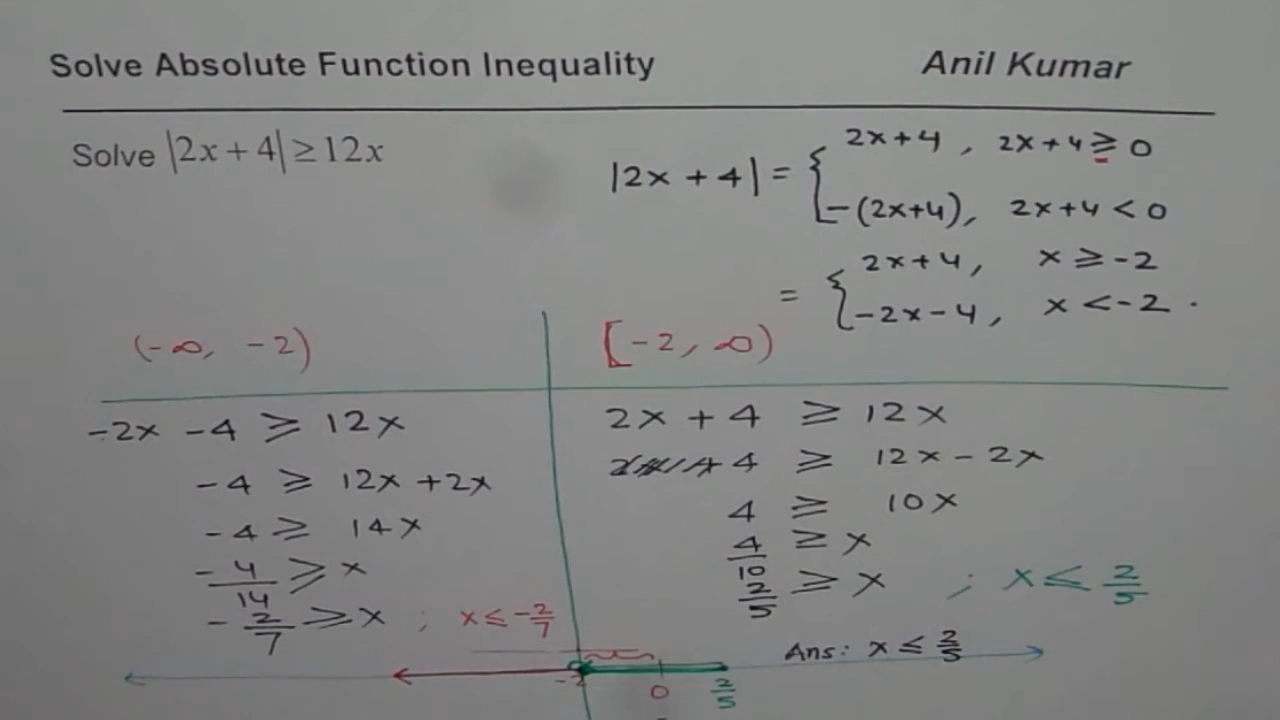 Solve Absolute Function Inequality Anil Kumar
Solve |2x + 4| ≥ 12x
|2x + 4| = { 2x+4 , 2x+4 ≥ 0
-(2x+4), 2x+4 < 0
= { 2x+4, x ≥ -2
-2x-4, x < -2 .
(-∞, -2)
-2x -4 ≥ 12x
-4 ≥ 12x +2x
-4 ≥ 14x
-4/14 ≥ x
-2/7 ≥ x ; x ≤ -2/7
[-2, ∞)
2x + 4 ≥ 12x
4 ≥ 12x - 2x
4 ≥ 10x
4/10 ≥ x
2/5 ≥ x ; x ≤ 2/5
Ans: x ≤ 2/5
-2 0 2/5